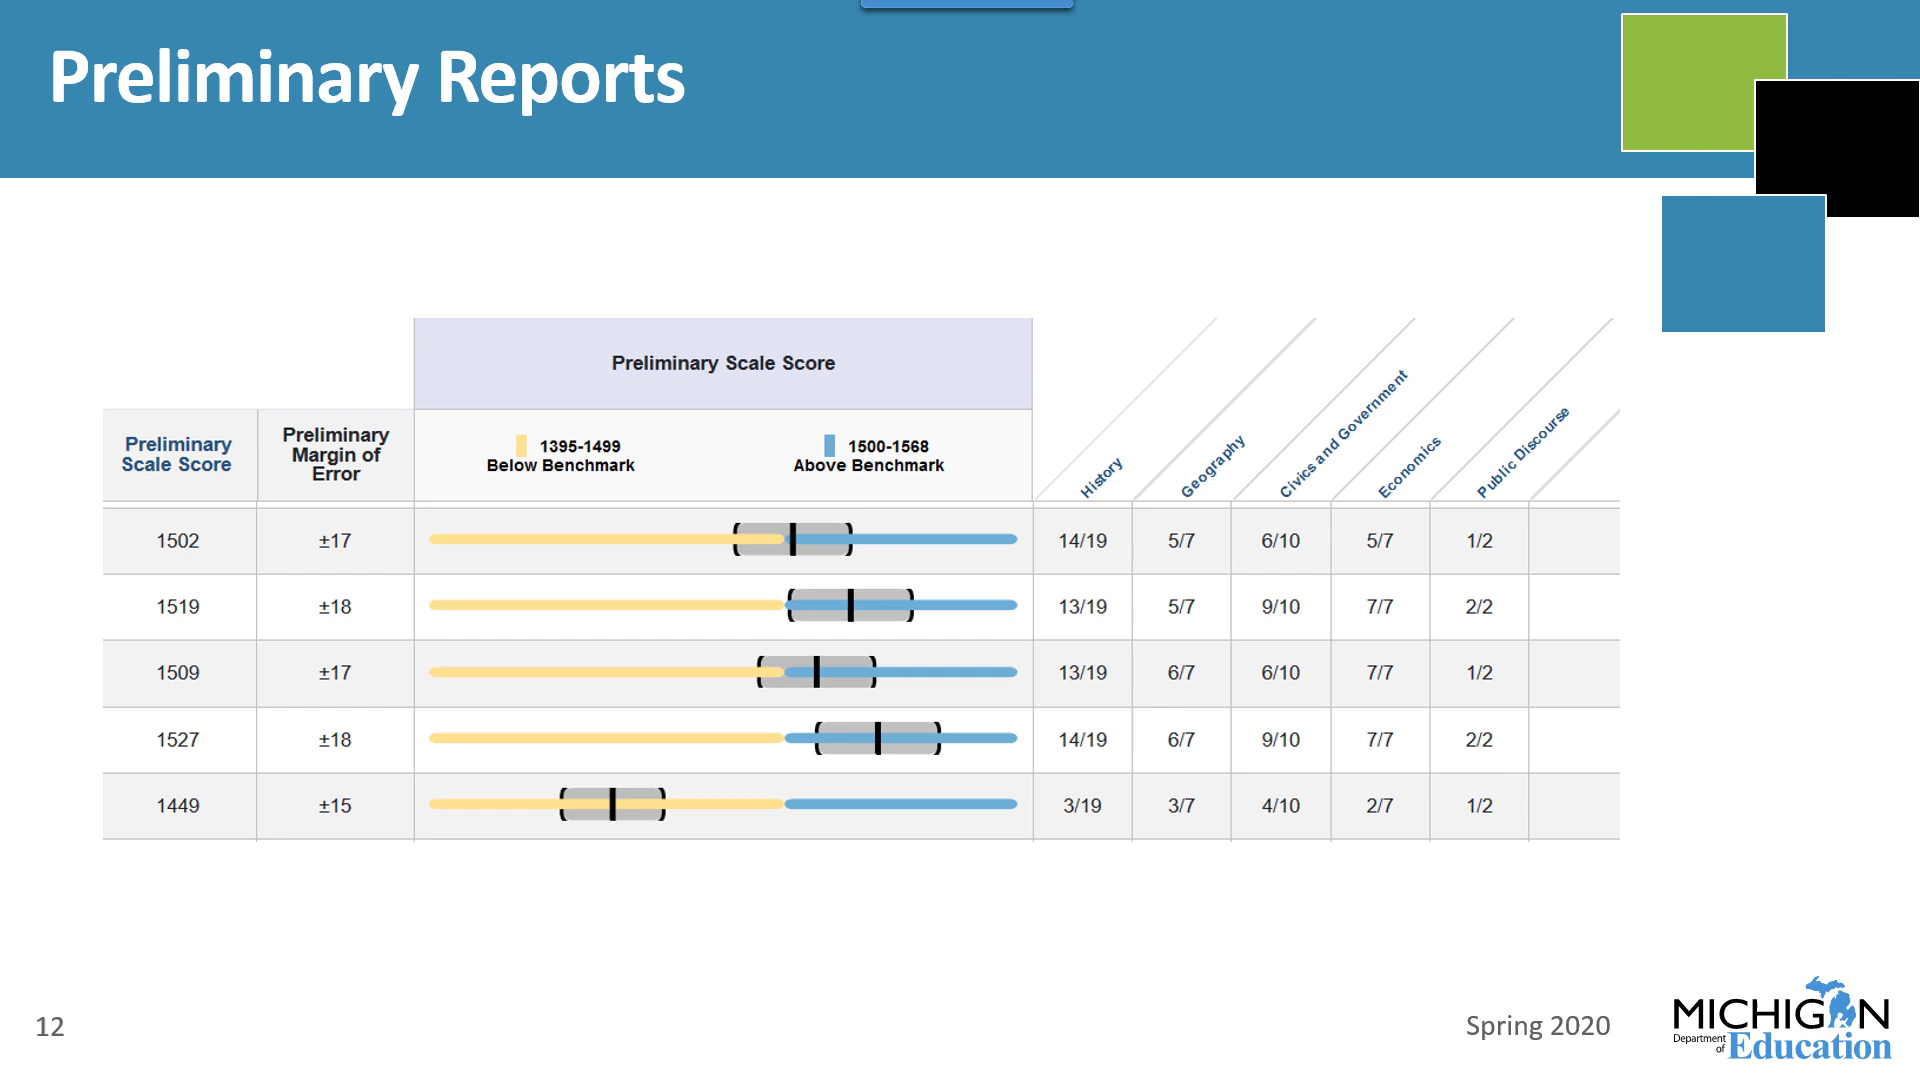 Preliminary Reports
Preliminary Scale Score
Preliminary
Scale Score
Preliminary
Margin of
Error
1395-1499
Below Benchmark
1500-1568
Above Benchmark
History
Geography
Civics and Government
Economics
Public Discourse
1502 ±17 14/19 5/7 6/10 5/7 1/2
1519 ±18 13/19 5/7 9/10 7/7 2/2
1509 ±17 13/19 6/7 6/10 7/7 1/2
1527 ±18 14/19 6/7 9/10 7/7 2/2
1449 ±15 3/19 3/7 4/10 2/7 1/2
12
Spring 2020
MICHIGAN
Department
of Education